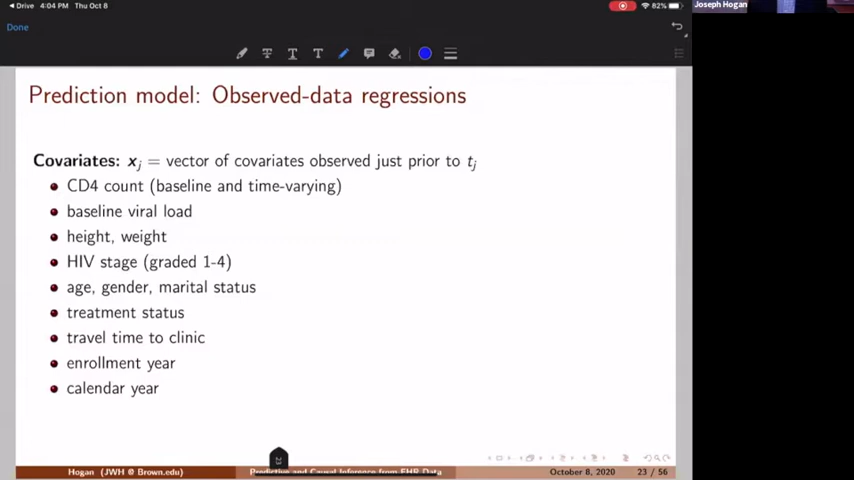 Drive 4:04 PM Thu Oct 8
82%
Joseph Hogan
Done
Prediction model: Observed-data regressions
Covariates: xj = vector of covariates observed just prior to tj
CD4 count (baseline and time-varying)
baseline viral load
height, weight
HIV stage (graded 1-4)
age, gender, marital status
treatment status
travel time to clinic
enrollment year
calendar year
Hogan (JWH @ Brown.edu) Predictive and Causal Inference from EHR Data October 8, 2020 23 / 56